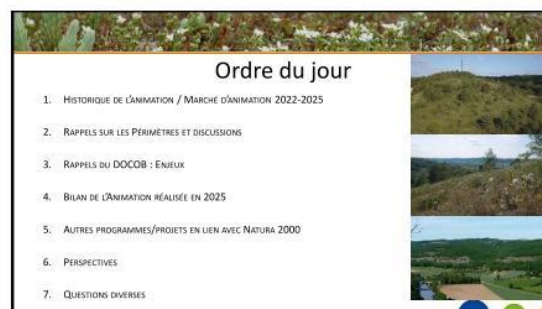 Ordre du jour
1. Historique de l'animation / Marché d'animation 2022-2025
2. Rappels sur les Périmètres et discussions
3. Rappels du DOCOB : Enjeux
4. Bilan de l'Animation réalisée en 2025
5. Autres programmes/projets en lien avec Natura 2000
6. Perspectives
7. Questions diverses